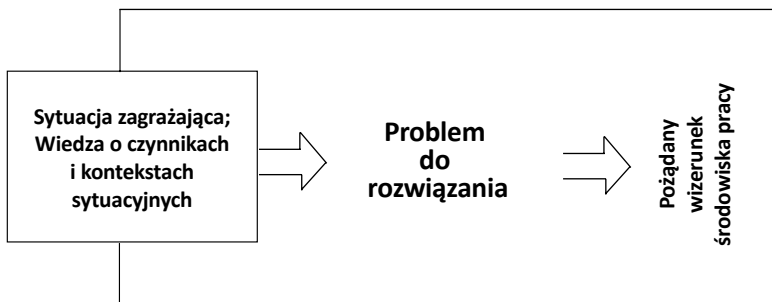 Sytuacja zagrażająca;
Wiedza o czynnikach
i kontekstach
sytuacyjnych
Problem
do
rozwiązania
Pożądany
wizerunek
środowiska pracy